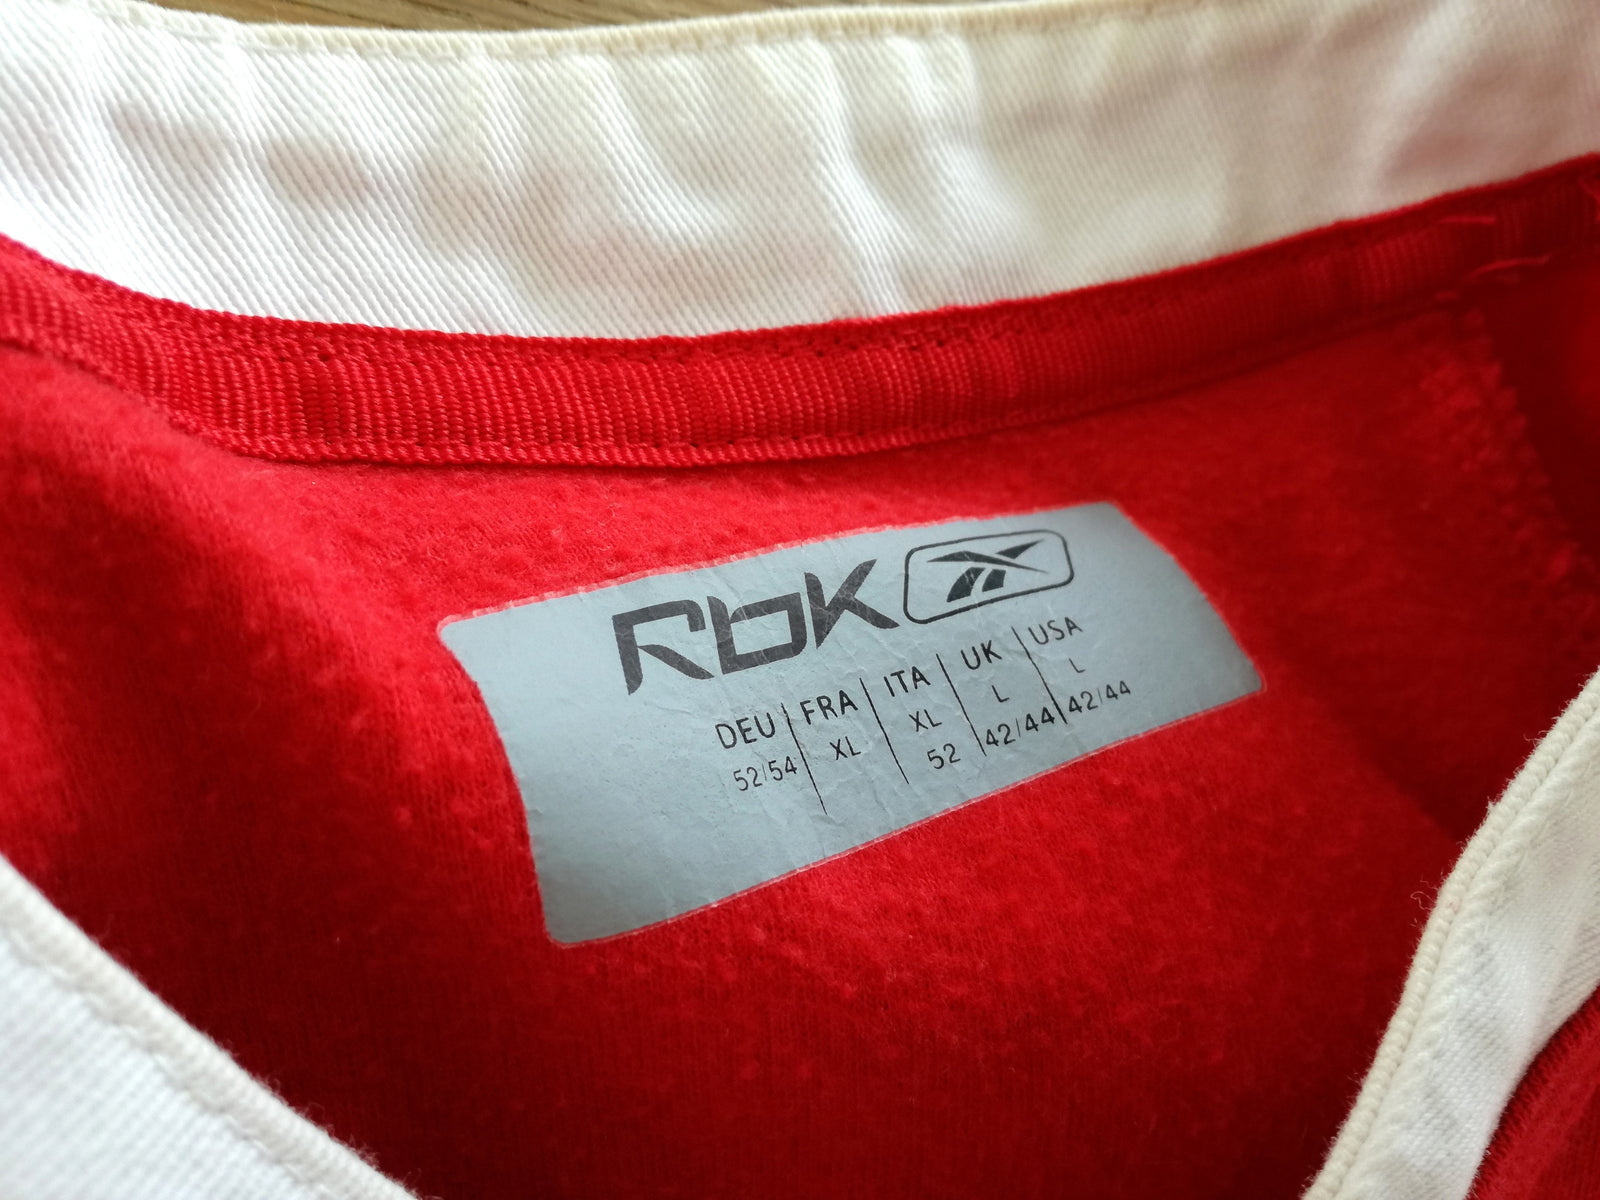 Rbk
DEU | FRA | ITA | UK | USA
52/54 | XL | XL | L | L
52 | 42/44 | 42/44